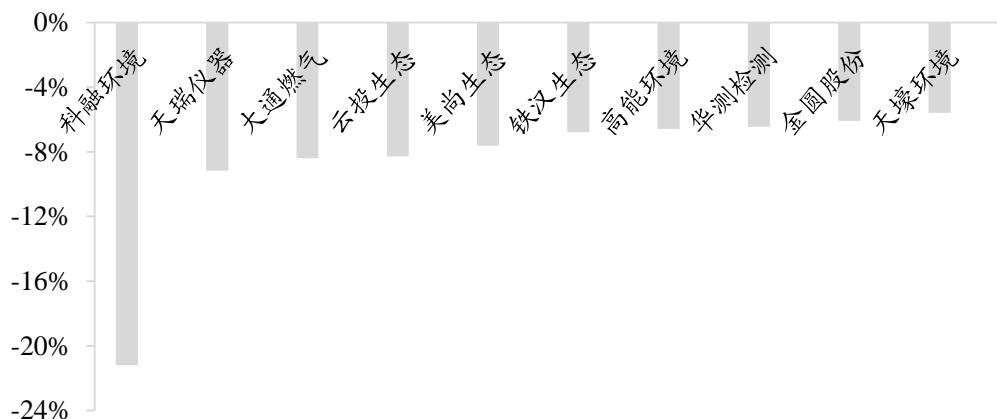 0%
-4%
-8%
-12%
-16%
-20%
-24%
科融环境
天瑞仪器
大通燃气
云投生态
美尚生态
铁汉生态
高能环境
华测检测
金圆股份
天壕环境